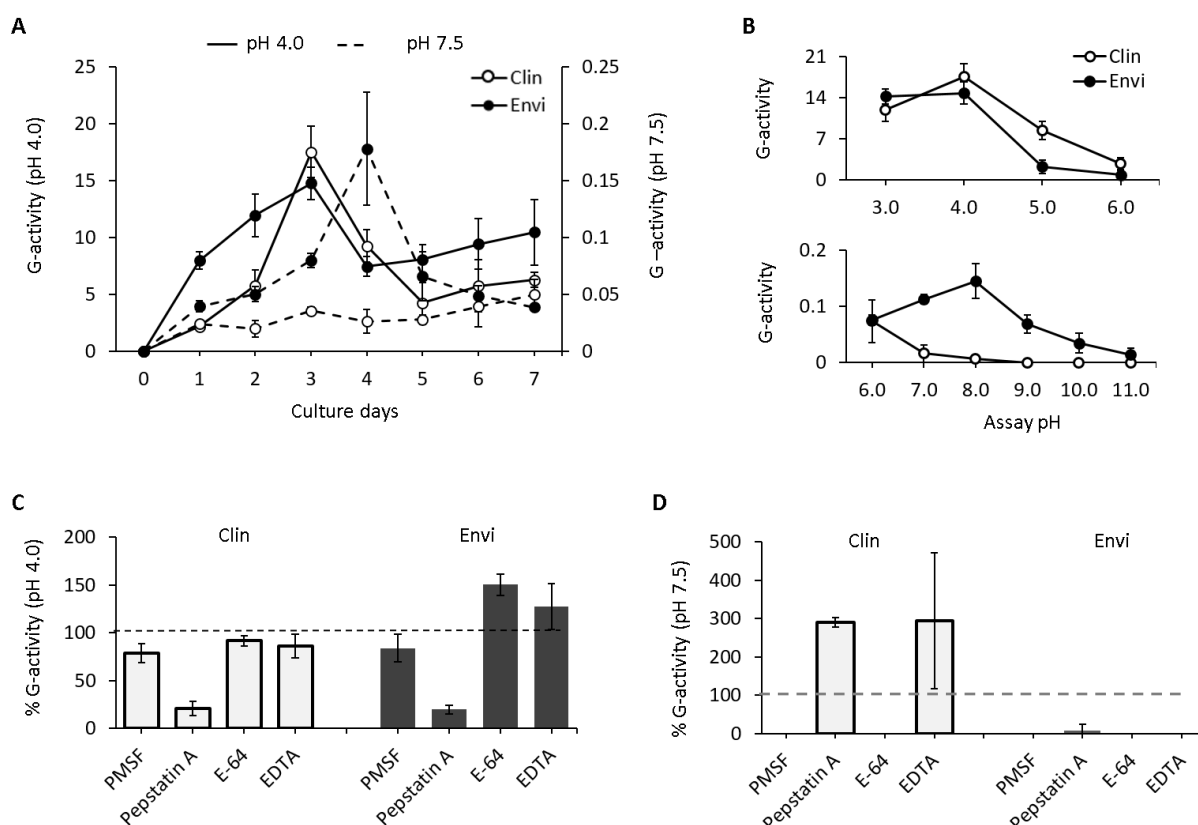 A
pH 4.0
pH 7.5
Clin
Envi
G-activity (pH 4.0)
25
20
15
10
5
0
0.25
0.2
0.15
0.1
0.05
0
G –activity (pH 7.5)
0 1 2 3 4 5 6 7
Culture days
B
Clin
Envi
G-activity
21
14
7
0
3.0 4.0 5.0 6.0
G-activity
0.2
0.1
0
6.0 7.0 8.0 9.0 10.0 11.0
Assay pH
C
Clin Envi
% G-activity (pH 4.0)
200
150
100
50
0
PMSF Pepstatin A E-64 EDTA PMSF Pepstatin A E-64 EDTA
D
Clin Envi
% G-activity (pH 7.5)
500
400
300
200
100
0
PMSF Pepstatin A E-64 EDTA PMSF Pepstatin A E-64 EDTA